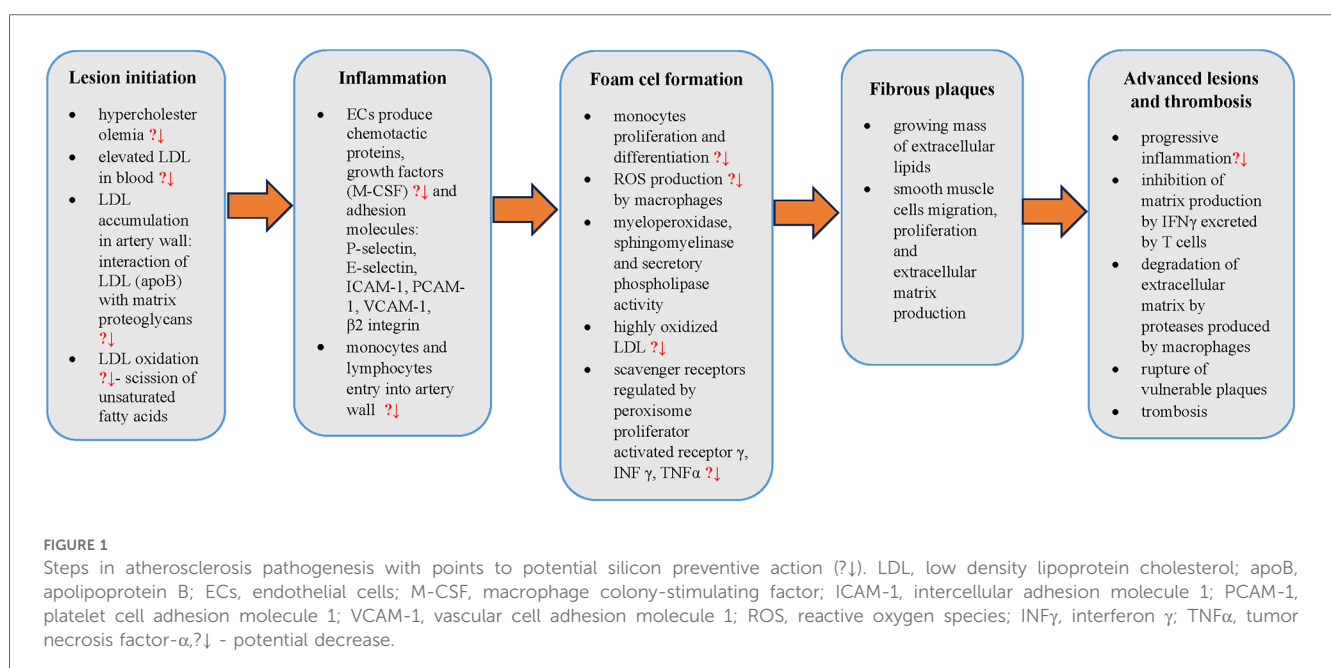 Lesion initiation
• hypercholester
olemia ?↓
• elevated LDL
in blood ?↓
• LDL
accumulation
in artery wall:
interaction of
LDL (apoB)
with matrix
proteoglycans
?↓
• LDL oxidation
?↓- scission of
unsaturated
fatty acids
Inflammation
• ECs produce
chemotactic
proteins,
growth factors
(M-CSF) ?↓ and
adhesion
molecules:
P-selectin,
E-selectin,
ICAM-1, PCAM-
1, VCAM-1,
β2 integrin
• monocytes and
lymphocytes
entry into artery
wall ?↓
Foam cel formation
• monocytes
proliferation and
differentiation ?↓
• ROS production ?↓
by macrophages
• myeloperoxidase,
sphingomyelinase
and secretory
phospholipase
activity
• highly oxidized
LDL ?↓
• scavenger receptors
regulated by
peroxisome
proliferator
activated receptor γ,
INF γ, TNFα ?↓
Fibrous plaques
• growing mass
of extracellular
lipids
• smooth muscle
cells migration,
proliferation
and
extracellular
matrix
production
Advanced lesions
and thrombosis
• progressive
inflammation?↓
• inhibition of
matrix production
by IFNγ excreted
by T cells
• degradation of
extracellular
matrix by
proteases produced
by macrophages
• rupture of
vulnerable plaques
• trombosis
FIGURE 1
Steps in atherosclerosis pathogenesis with points to potential silicon preventive action (?↓). LDL, low density lipoprotein cholesterol; apoB,
apolipoprotein B; ECs, endothelial cells; M-CSF, macrophage colony-stimulating factor; ICAM-1, intercellular adhesion molecule 1; PCAM-1,
platelet cell adhesion molecule 1; VCAM-1, vascular cell adhesion molecule 1; ROS, reactive oxygen species; INFγ, interferon γ; TNFα, tumor
necrosis factor-α,?↓ - potential decrease.